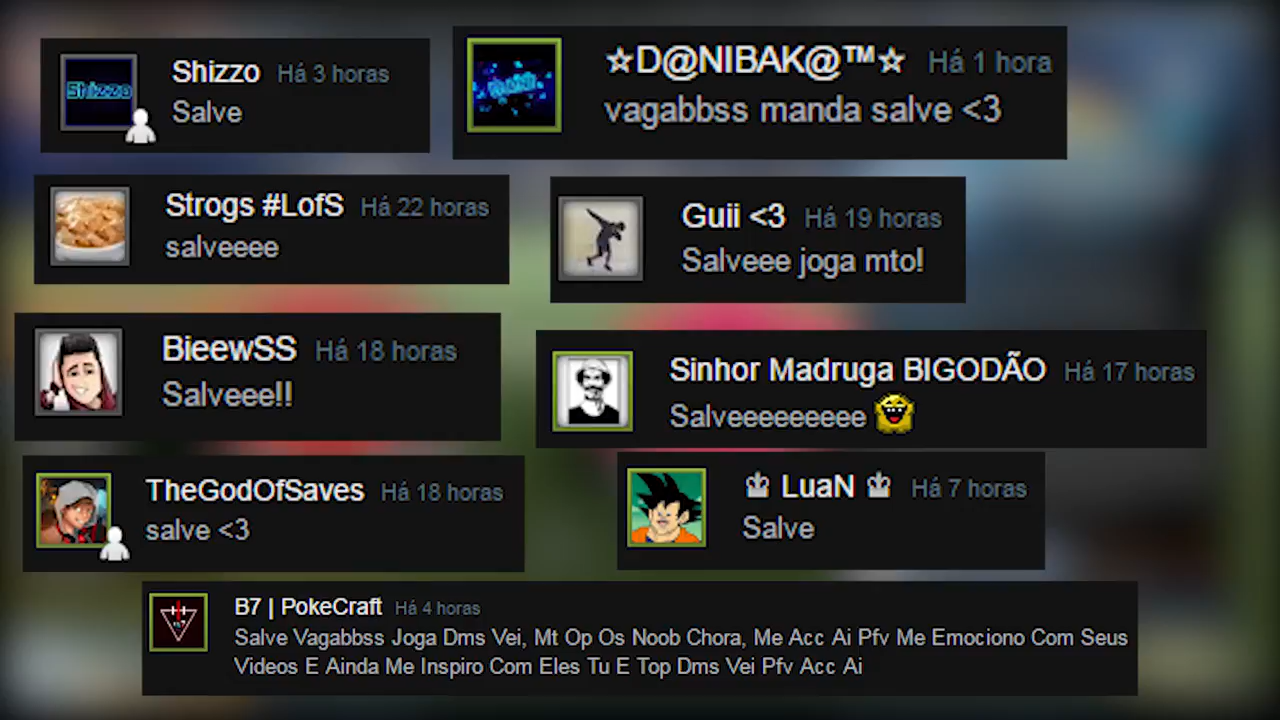 Shizzo Há 3 horas
Salve
☆D@NIBAK@™☆ Há 1 hora
vagabbss manda salve <3
Strogs #LofS Há 22 horas
salveeee
Guii <3 Há 19 horas
Salveee joga mto!
BieewSS Há 18 horas
Salveee!!
Sinhor Madruga BIGODÃO Há 17 horas
Salveeeeeeeee
TheGodOfSaves Há 18 horas
salve <3
♔ LuaN ♔ Há 7 horas
Salve
B7 | PokeCraft Há 4 horas
Salve Vagabbss Joga Dms Vei, Mt Op Os Noob Chora, Me Acc Ai Pfv Me Emociono Com Seus
Videos E Ainda Me Inspiro Com Eles Tu E Top Dms Vei Pfv Acc Ai